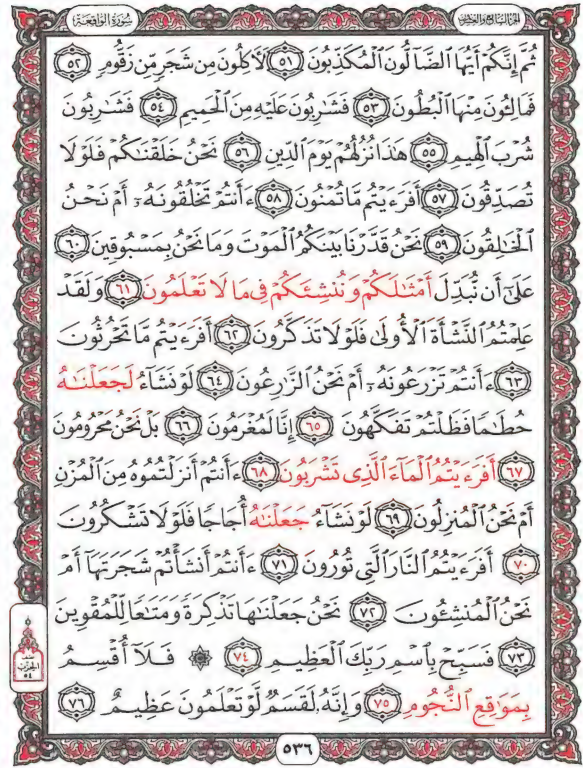 الجزء السابع والعشرون
سورة الواقعة
ثُمَّ إِنَّكُمْ أَيُّهَا ٱلضَّآلُّونَ ٱلْمُكَذِّبُونَ ٥١ لَأٓكِلُونَ مِن شَجَرٍ مِّن زَقُّومٍ ٥٢
فَمَالِـُٔونَ مِنْهَا ٱلْبُطُونَ ٥٣ فَشَٰرِبُونَ عَلَيْهِ مِنَ ٱلْحَمِيمِ ٥٤ فَشَٰرِبُونَ
شُرْبَ ٱلْهِيمِ ٥٥ هَٰذَا نُزُلُهُمْ يَوْمَ ٱلدِّينِ ٥٦ نَحْنُ خَلَقْنَٰكُمْ فَلَوْلَا
تُصَدِّقُونَ ٥٧ أَفَرَءَيْتُم مَّا تُمْنُونَ ٥٨ ءَأَنتُمْ تَخْلُقُونَهُۥٓ أَمْ نَحْنُ
ٱلْخَٰلِقُونَ ٥٩ نَحْنُ قَدَّرْنَا بَيْنَكُمُ ٱلْمَوْتَ وَمَا نَحْنُ بِمَسْبُوقِينَ ٦٠
عَلَىٰٓ أَن نُّبَدِّلَ أَمْثَٰلَكُمْ وَنُنشِئَكُمْ فِى مَا لَا تَعْلَمُونَ ٦١ وَلَقَدْ
عَلِمْتُمُ ٱلنَّشْأَةَ ٱلْأُولَىٰ فَلَوْلَا تَذَكَّرُونَ ٦٢ أَفَرَءَيْتُم مَّا تَحْرُثُونَ
٦٣ ءَأَنتُمْ تَزْرَعُونَهُۥٓ أَمْ نَحْنُ ٱلزَّٰرِعُونَ ٦٤ لَوْ نَشَآءُ لَجَعَلْنَٰهُ
حُطَٰمًا فَظَلْتُمْ تَفَكَّهُونَ ٦٥ إِنَّا لَمُغْرَمُونَ ٦٦ بَلْ نَحْنُ مَحْرُومُونَ
٦٧ أَفَرَءَيْتُمُ ٱلْمَآءَ ٱلَّذِى تَشْرَبُونَ ٦٨ ءَأَنتُمْ أَنزَلْتُمُوهُ مِنَ ٱلْمُزْنِ
أَمْ نَحْنُ ٱلْمُنزِلُونَ ٦٩ لَوْ نَشَآءُ جَعَلْنَٰهُ أُجَاجًا فَلَوْلَا تَشْكُرُونَ
٧٠ أَفَرَءَيْتُمُ ٱلنَّارَ ٱلَّتِى تُورُونَ ٧١ ءَأَنتُمْ أَنشَأْتُمْ شَجَرَتَهَآ أَمْ
نَحْنُ ٱلْمُنشِـُٔونَ ٧٢ نَحْنُ جَعَلْنَٰهَا تَذْكِرَةً وَمَتَٰعًا لِّلْمُقْوِينَ
٧٣ فَسَبِّحْ بِٱسْمِ رَبِّكَ ٱلْعَظِيمِ ٧٤ ۞ فَلَآ أُقْسِمُ
بِمَوَٰقِعِ ٱلنُّجُومِ ٧٥ وَإِنَّهُۥ لَقَسَمٌ لَّوْ تَعْلَمُونَ عَظِيمٌ ٧٦
الحزب
٥٤
٥٣٦